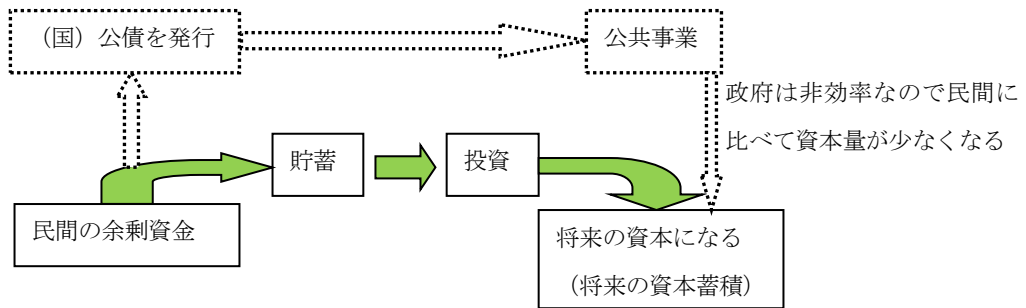 （国）公債を発行
公共事業
政府は非効率なので民間に
比べて資本量が少なくなる
貯蓄
投資
民間の余剰資金
将来の資本になる
（将来の資本蓄積）